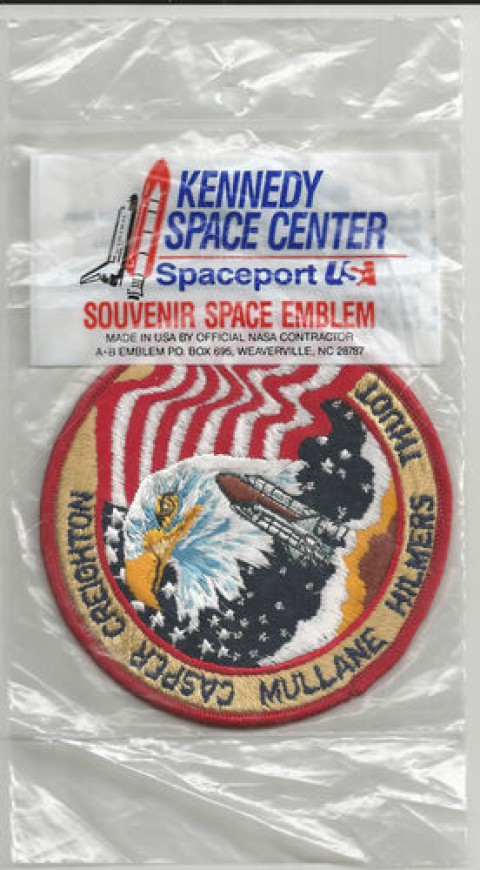 KENNEDY
SPACE CENTER
Spaceport USA
SOUVENIR SPACE EMBLEM
MADE IN USA BY OFFICIAL NASA CONTRACTOR
A·B EMBLEM P.O. BOX 695, WEAVERVILLE, NC 28787
CREIGHTON
CASPER
MULLANE
HILMERS
THUOT